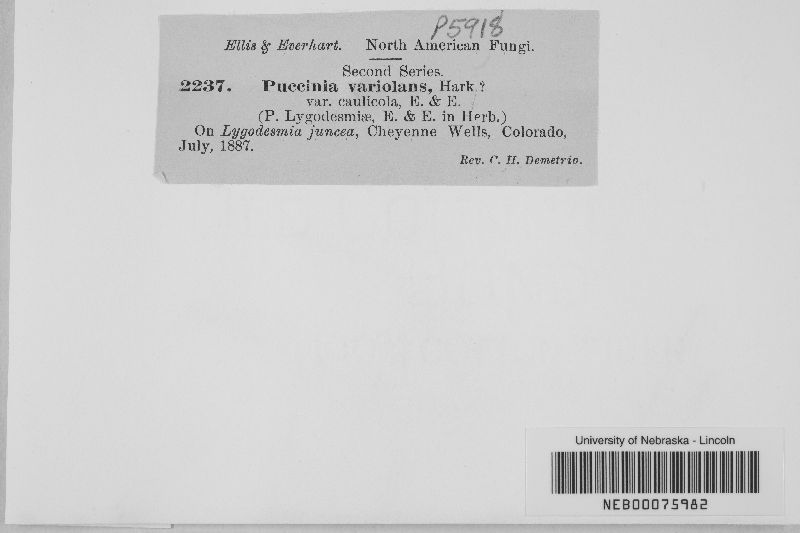 P5918
Ellis & Everhart. North American Fungi.
Second Series.
2237. Puccinia variolans, Hark.?
var. caulicola, E. & E.
(P. Lygodesmiæ, E. & E. in Herb.)
On Lygodesmia juncea, Cheyenne Wells, Colorado,
July, 1887.
Rev. C. H. Demetrio.
University of Nebraska - Lincoln
NEB00075982